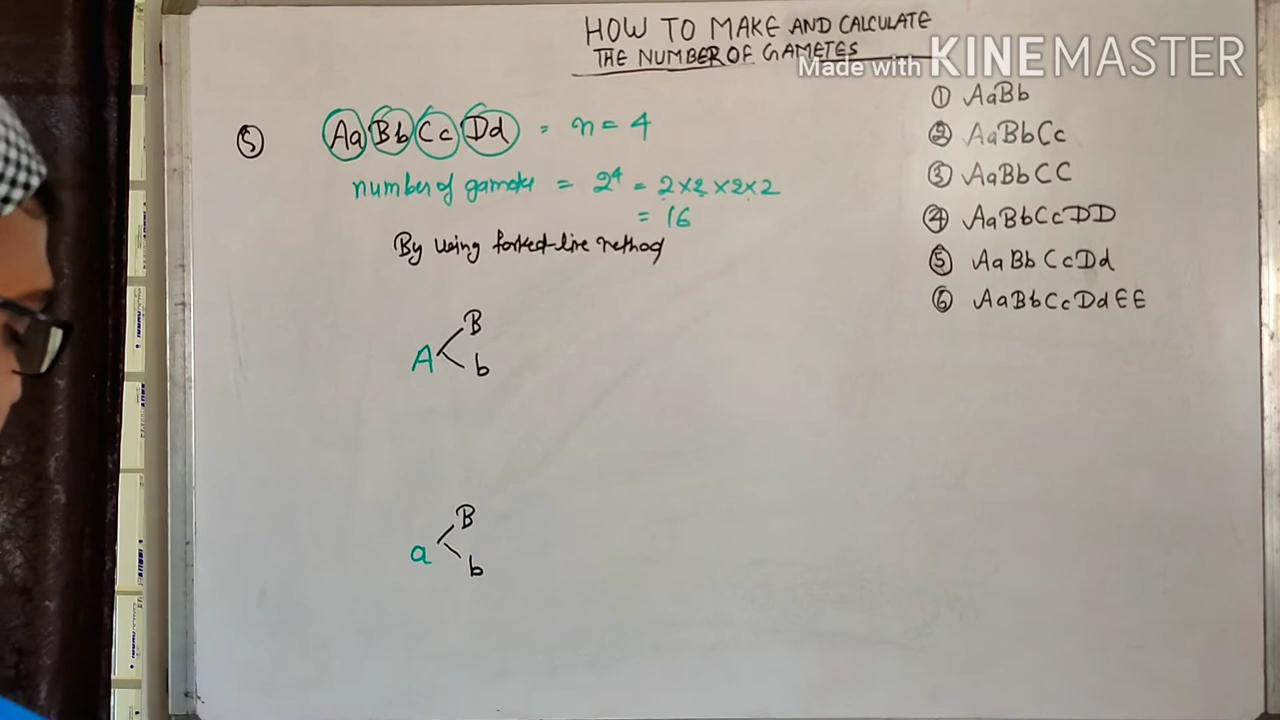 HOW TO MAKE AND CALCULATE
THE NUMBER OF GAMETES
Made with KINEMASTER
① AaBb
② AaBbCc
③ AaBbCC
④ AaBbCcDD
⑤ AaBbCcDd
⑥ AaBbCcDdEE
⑤ AaBbCcDd = n = 4
number of gamete = 2⁴ = 2×2×2×2
= 16
By using forked-line method
B
A
b
B
a
b